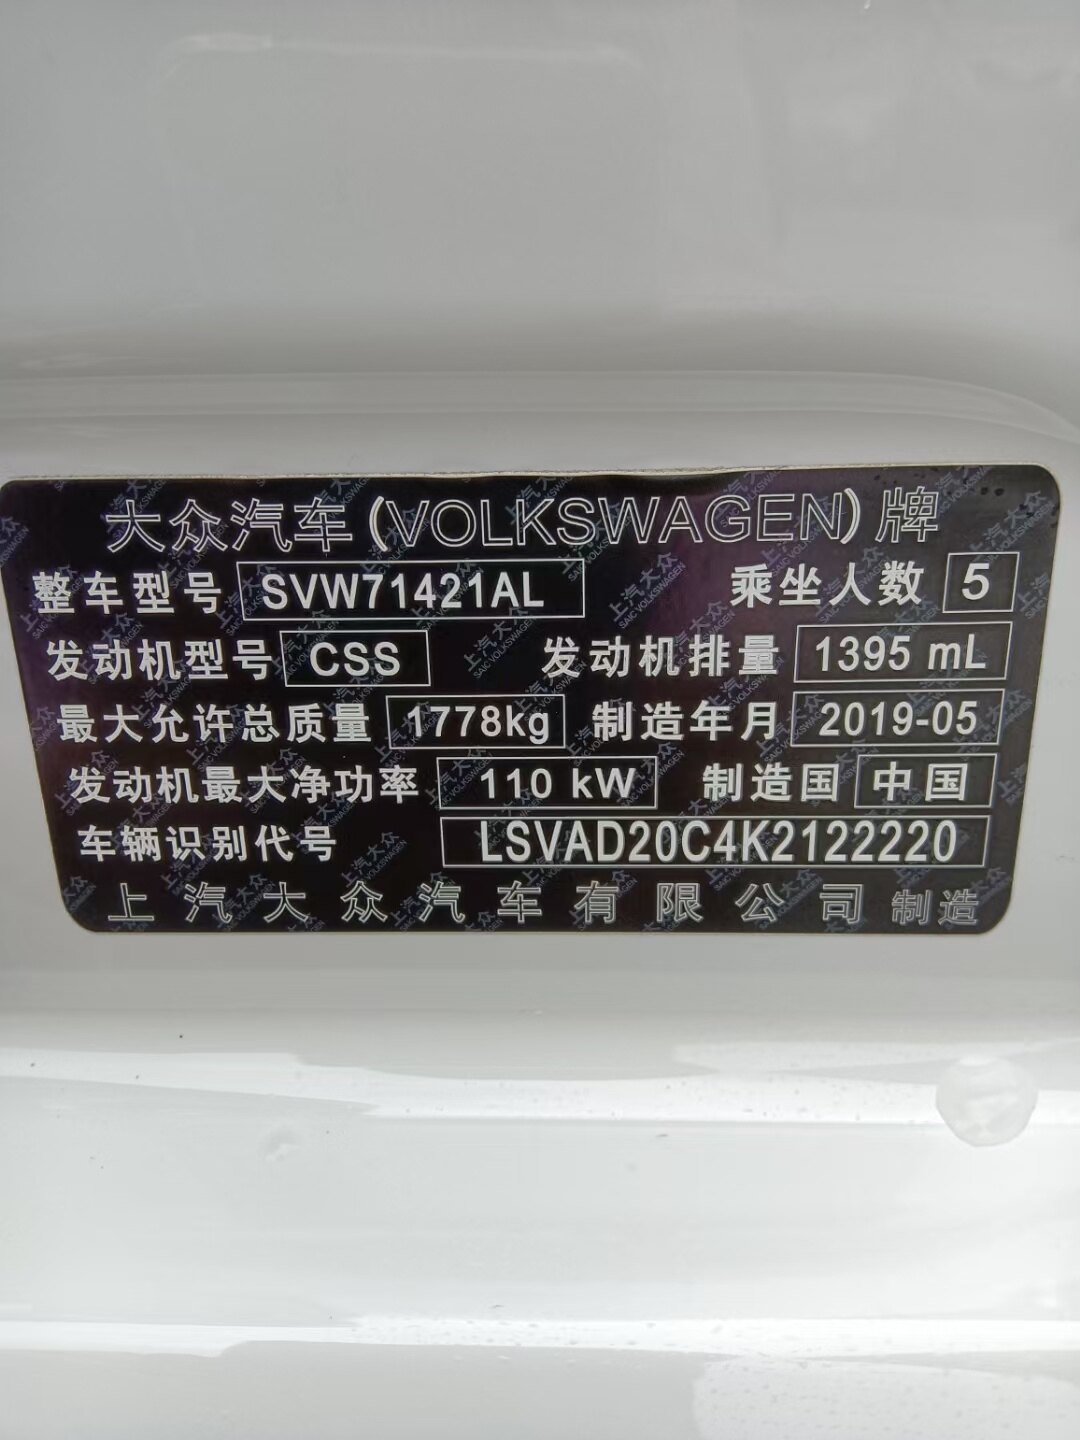 大众汽车(VOLKSWAGEN)牌
整车型号 SVW71421AL 乘坐人数 5
发动机型号 CSS 发动机排量 1395 mL
最大允许总质量 1778kg 制造年月 2019-05
发动机最大净功率 110 kW 制造国 中国
车辆识别代号 LSVAD20C4K2122220
上汽大众汽车有限公司 制造